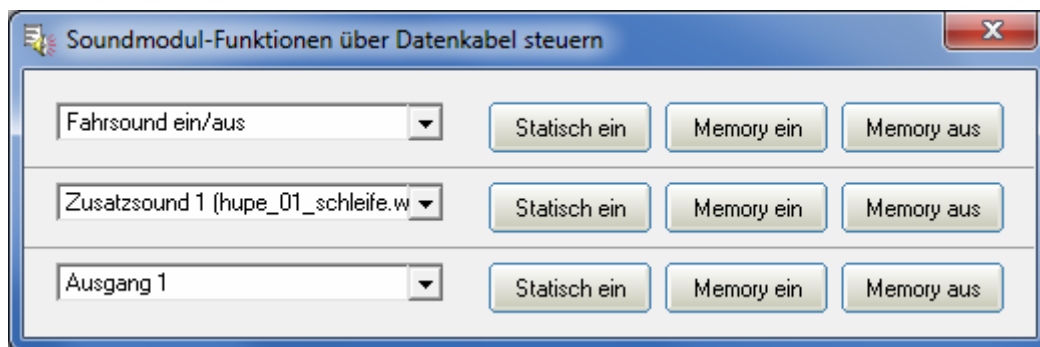 Soundmodul-Funktionen über Datenkabel steuern
Fahrsound ein/aus Statisch ein Memory ein Memory aus
Zusatzsound 1 (hupe_01_schleife.w Statisch ein Memory ein Memory aus
Ausgang 1 Statisch ein Memory ein Memory aus